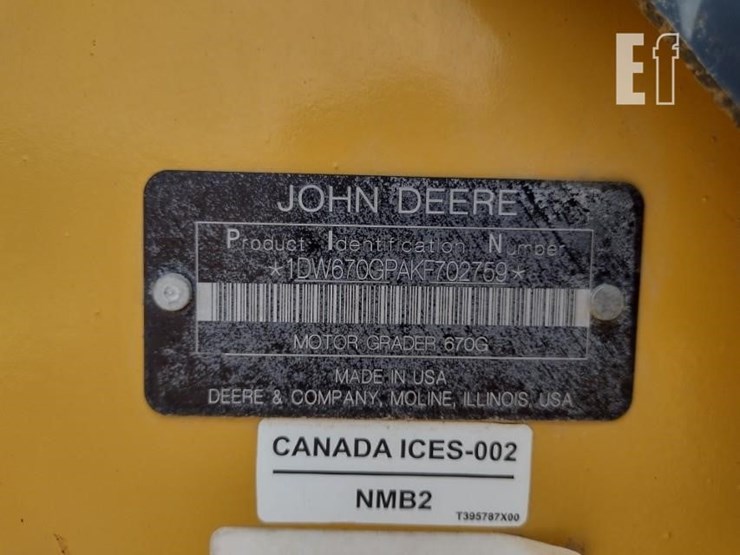 Ef
JOHN DEERE
Product Identification Number
*1DW670GPAKF702759*
MOTOR GRADER 670G
MADE IN USA
DEERE & COMPANY, MOLINE, ILLINOIS, USA
CANADA ICES-002
NMB2
T395787X00